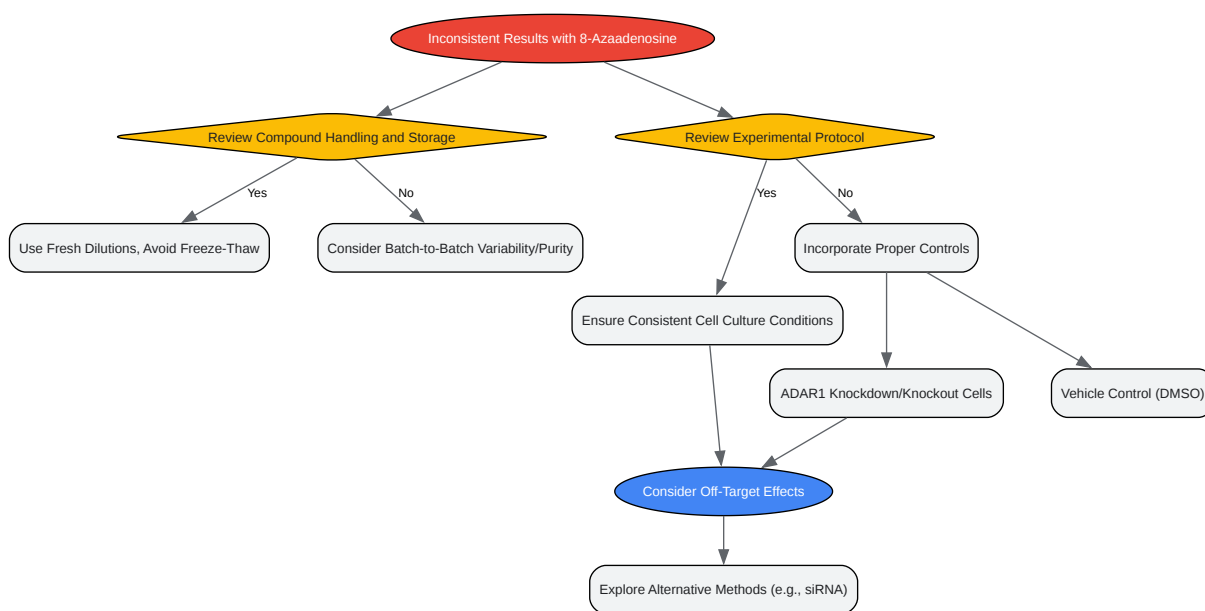 Inconsistent Results with 8-Azaadenosine
Review Compound Handling and Storage
Review Experimental Protocol
Yes
No
Yes
No
Use Fresh Dilutions, Avoid Freeze-Thaw
Consider Batch-to-Batch Variability/Purity
Incorporate Proper Controls
Ensure Consistent Cell Culture Conditions
ADAR1 Knockdown/Knockout Cells
Vehicle Control (DMSO)
Consider Off-Target Effects
Explore Alternative Methods (e.g., siRNA)